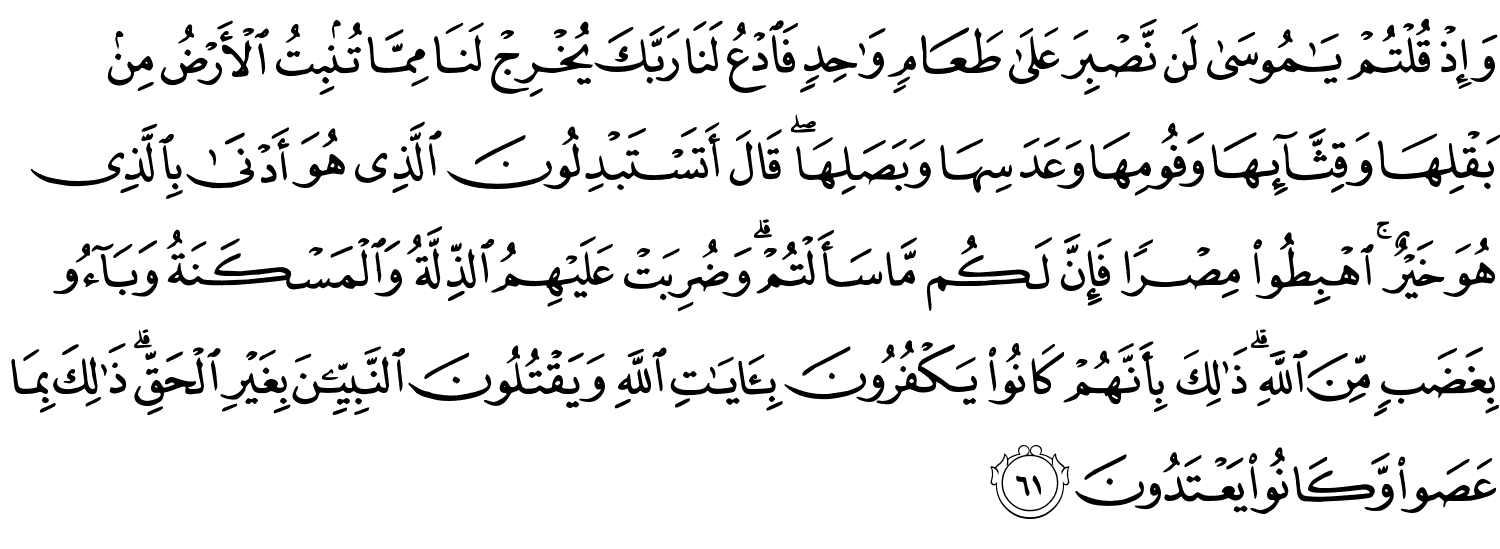 وَإِذْ قُلْتُمْ يَـٰمُوسَىٰ لَن نَّصْبِرَ عَلَىٰ طَعَامٍ وَٰحِدٍ فَٱدْعُ لَنَا رَبَّكَ يُخْرِجْ لَنَا مِمَّا تُنۢبِتُ ٱلْأَرْضُ مِنۢ
بَقْلِهَا وَقِثَّآئِهَا وَفُومِهَا وَعَدَسِهَا وَبَصَلِهَا ۖ قَالَ أَتَسْتَبْدِلُونَ ٱلَّذِى هُوَ أَدْنَىٰ بِٱلَّذِى
هُوَ خَيْرٌ ۚ ٱهْبِطُوا۟ مِصْرًا فَإِنَّ لَكُم مَّا سَأَلْتُمْ ۗ وَضُرِبَتْ عَلَيْهِمُ ٱلذِّلَّةُ وَٱلْمَسْكَنَةُ وَبَآءُو
بِغَضَبٍ مِّنَ ٱللَّهِ ۗ ذَٰلِكَ بِأَنَّهُمْ كَانُوا۟ يَكْفُرُونَ بِـَٔايَـٰتِ ٱللَّهِ وَيَقْتُلُونَ ٱلنَّبِيِّـۧنَ بِغَيْرِ ٱلْحَقِّ ۗ ذَٰلِكَ بِمَا
عَصَوا۟ وَّكَانُوا۟ يَعْتَدُونَ ٦١